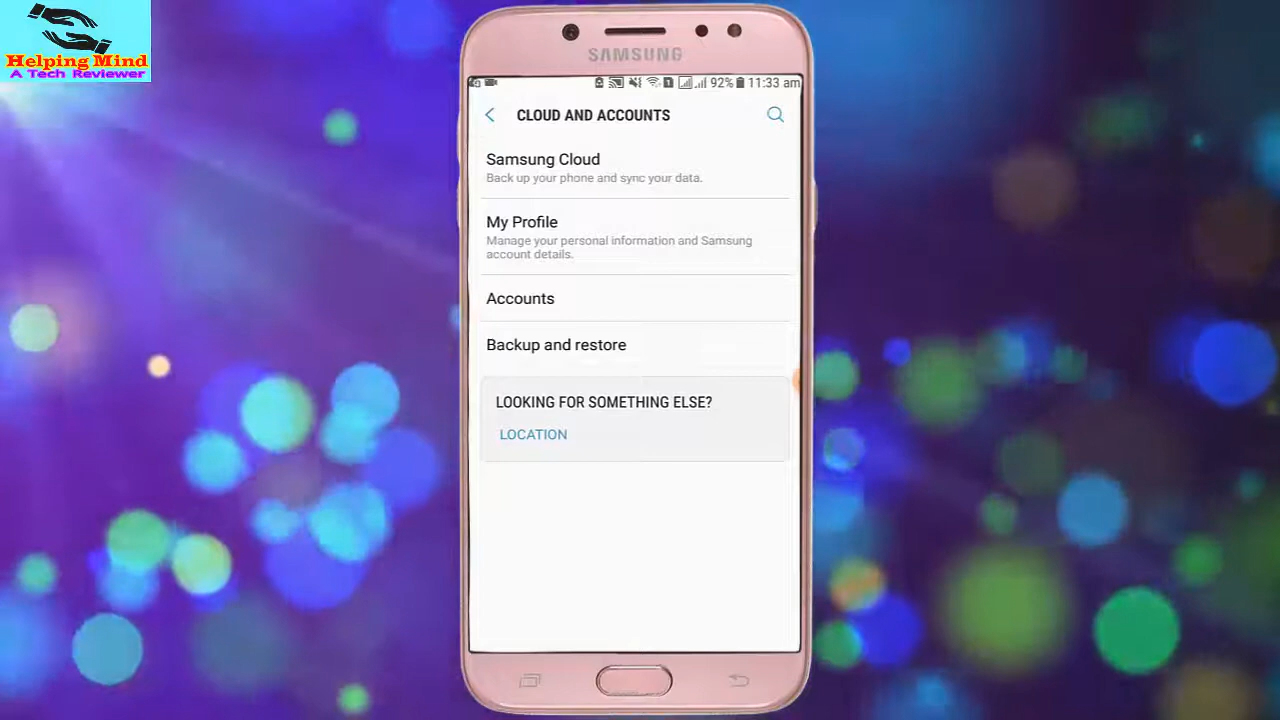 Helping Mind
A Tech Reviewer
SAMSUNG
1 92% 11:33 am
CLOUD AND ACCOUNTS
Samsung Cloud
Back up your phone and sync your data.
My Profile
Manage your personal information and Samsung
account details.
Accounts
Backup and restore
LOOKING FOR SOMETHING ELSE?
LOCATION